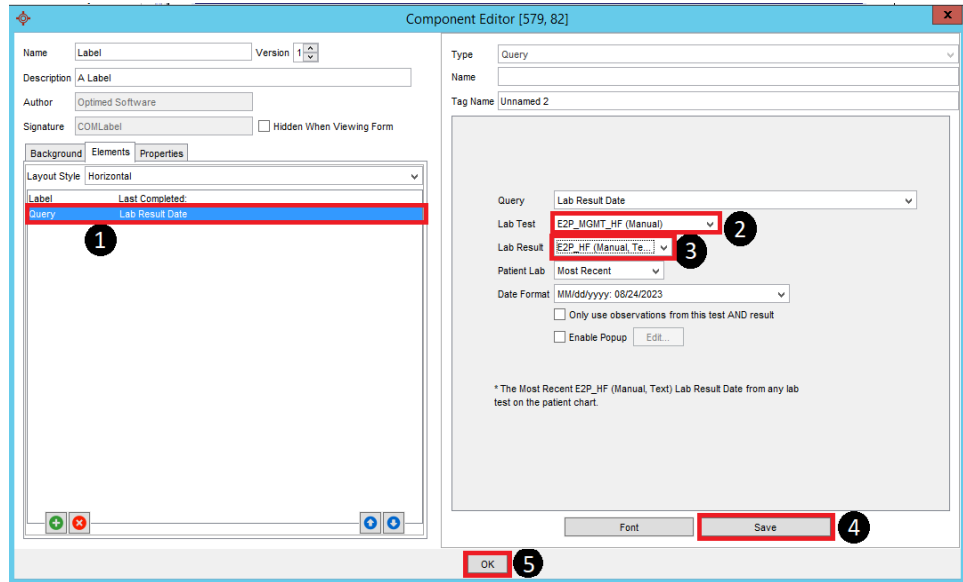 Component Editor [579, 82]
x
Name Label Version 1
Description A Label
Author Optimed Software
Signature COMLabel Hidden When Viewing Form
Background Elements Properties
Layout Style Horizontal
Label Last Completed:
Query Lab Result Date
1
Type Query
Name
Tag Name Unnamed 2
Query Lab Result Date
Lab Test E2P_MGMT_HF (Manual)
2
Lab Result E2P_HF (Manual, Te...
3
Patient Lab Most Recent
Date Format MM/dd/yyyy: 08/24/2023
Only use observations from this test AND result
Enable Popup Edit...
* The Most Recent E2P_HF (Manual, Text) Lab Result Date from any lab
test on the patient chart.
Font Save
4
OK
5